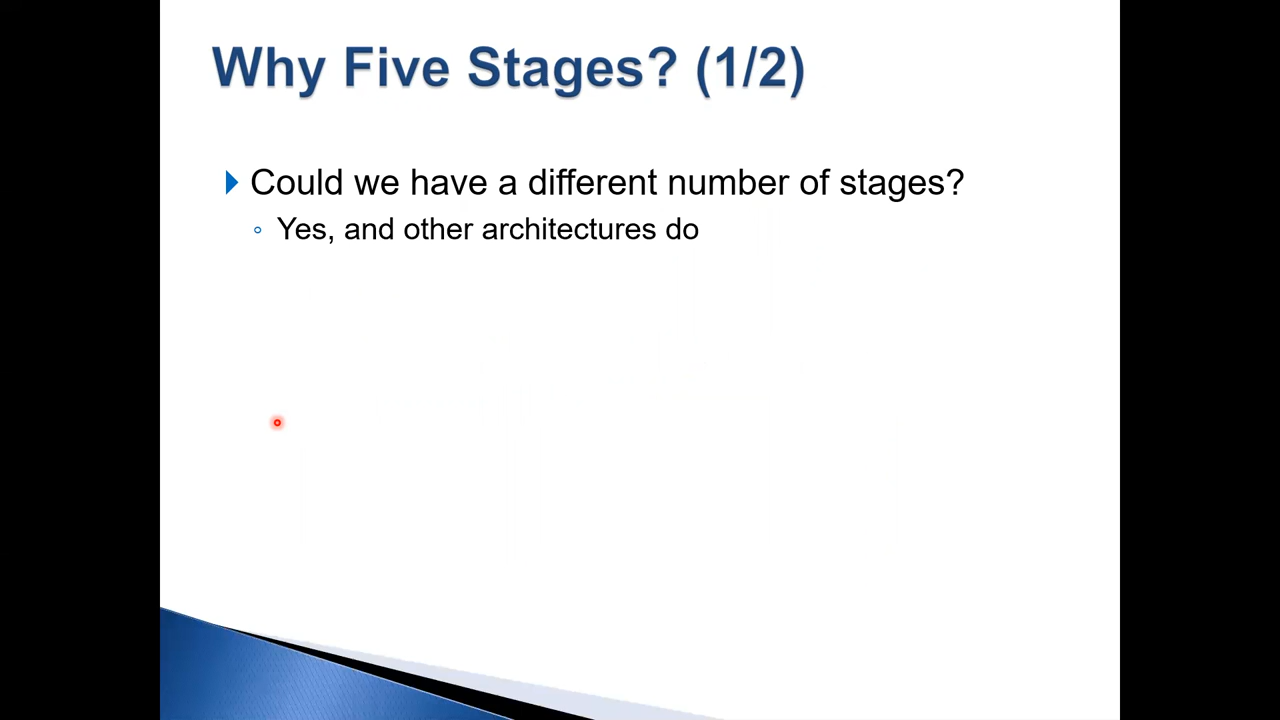 Why Five Stages? (1/2)
Could we have a different number of stages?
Yes, and other architectures do